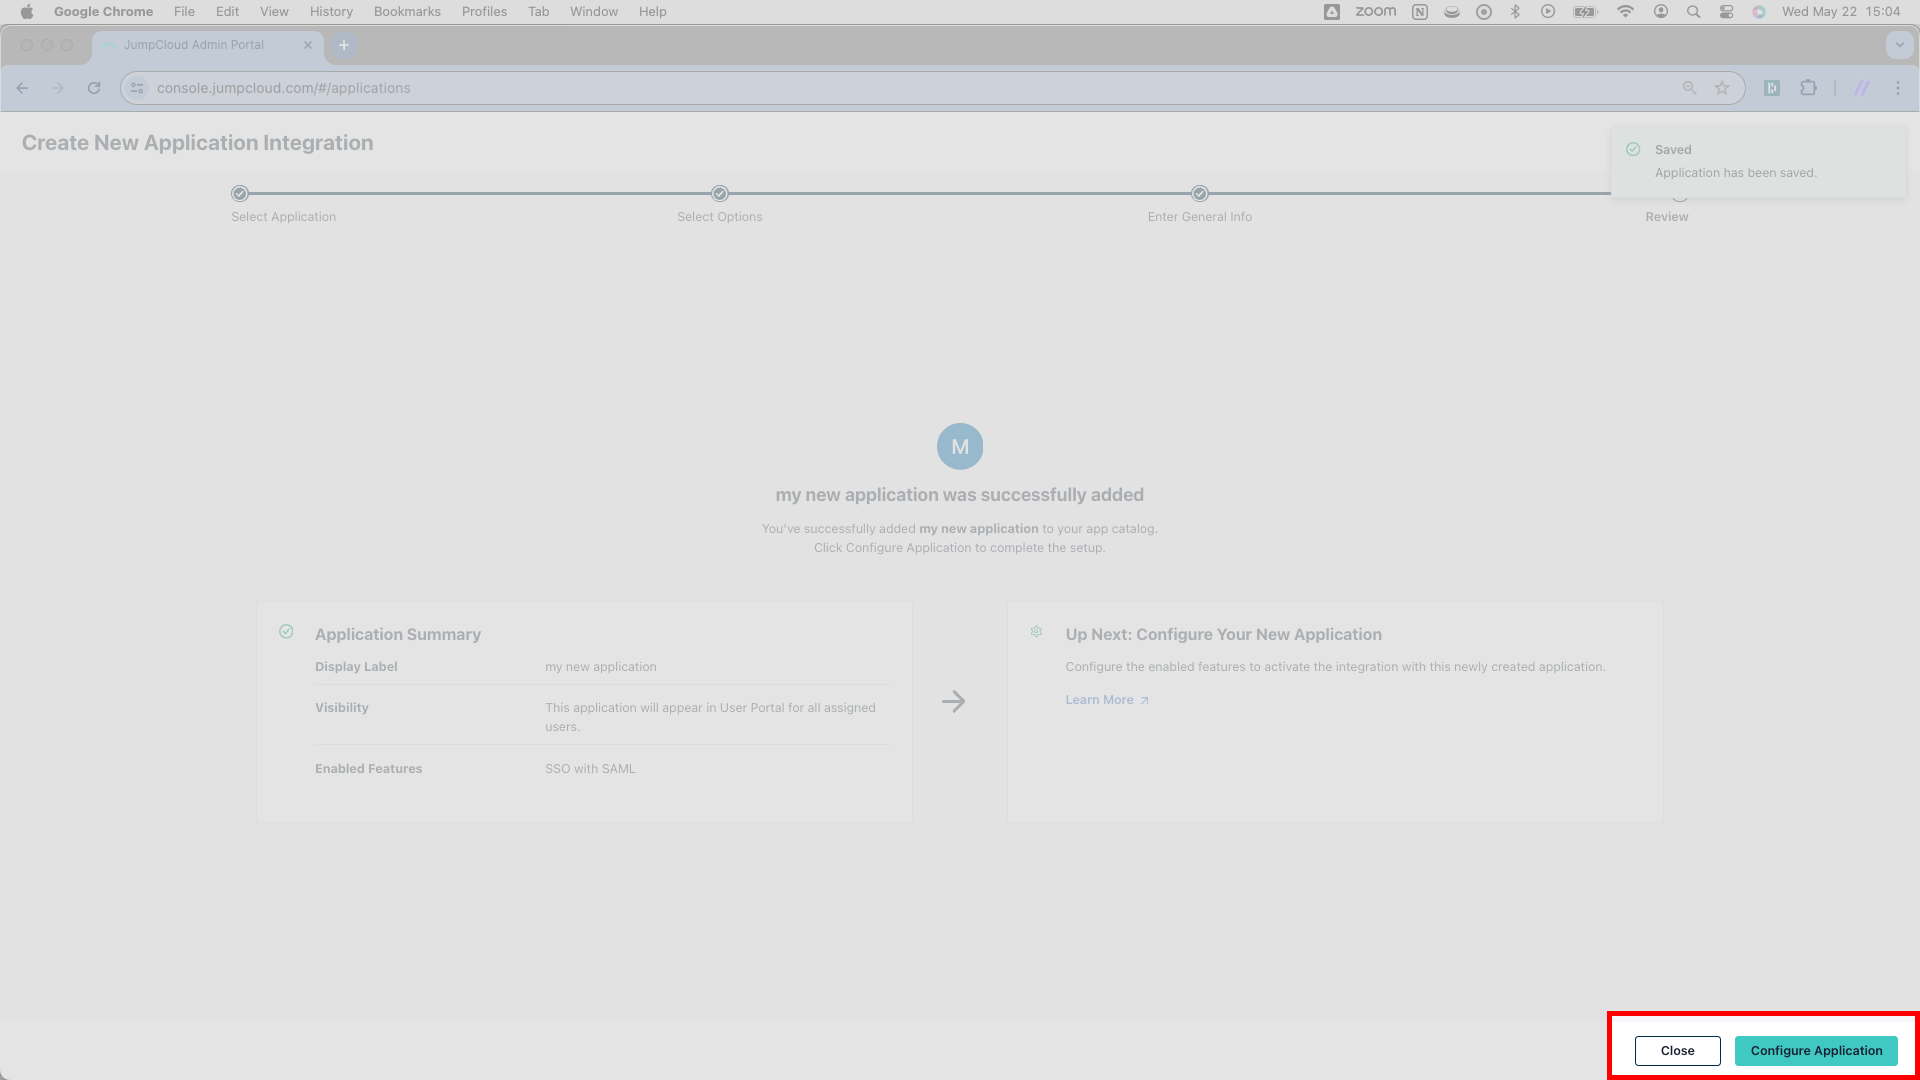 Google Chrome File Edit View History Bookmarks Profiles Tab Window Help zoom Wed May 22 15:04
JumpCloud Admin Portal
console.jumpcloud.com/#/applications
Create New Application Integration
Saved
Application has been saved.
Select Application Select Options Enter General Info Review
M
my new application was successfully added
You've successfully added my new application to your app catalog.
Click Configure Application to complete the setup.
Application Summary
Display Label my new application
Visibility This application will appear in User Portal for all assigned
users.
Enabled Features SSO with SAML
Up Next: Configure Your New Application
Configure the enabled features to activate the integration with this newly created application.
Learn More
Close Configure Application